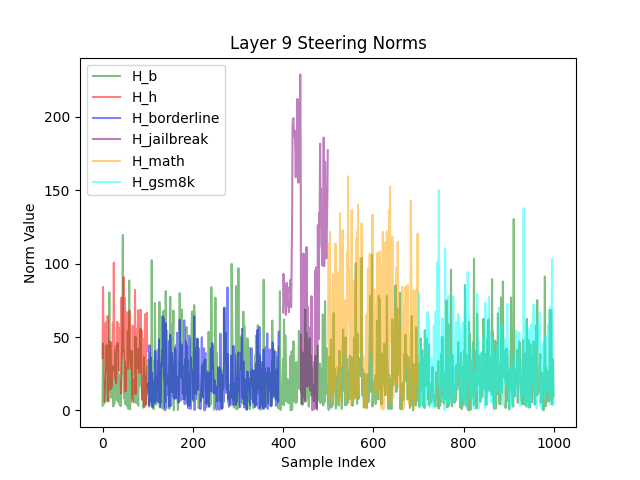 Layer 9 Steering Norms
H_b
H_h
H_borderline
H_jailbreak
H_math
H_gsm8k
Norm Value
200
150
100
50
0
0
200
400
600
800
1000
Sample Index